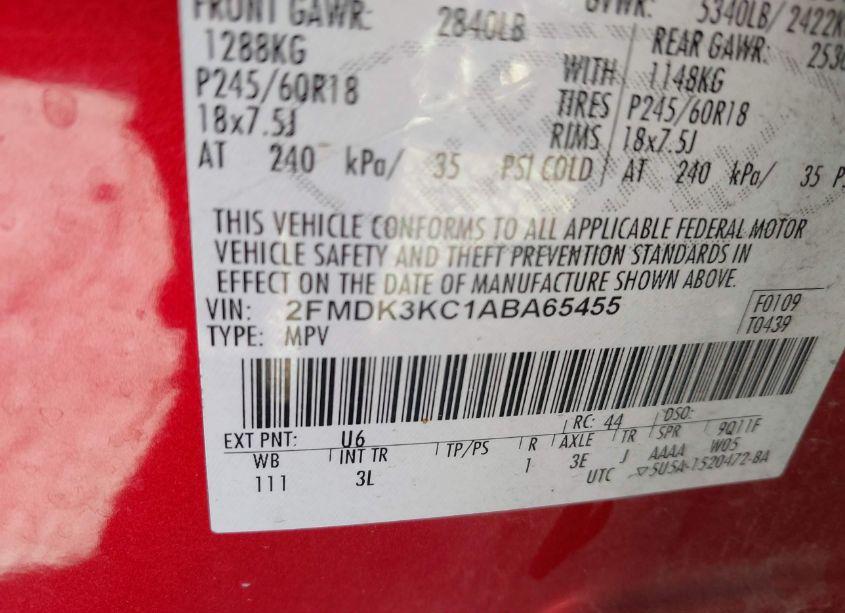 FRONT GAWR: 2840LB GVWR: 5340LB/ 2422K
1288KG REAR GAWR: 2530
P245/60R18 WITH 1148KG
18x7.5J TIRES P245/60R18
RIMS 18x7.5J
AT 240 kPa/ 35 PSI COLD AT 240 kPa/ 35 PS
THIS VEHICLE CONFORMS TO ALL APPLICABLE FEDERAL MOTOR
VEHICLE SAFETY AND THEFT PREVENTION STANDARDS IN
EFFECT ON THE DATE OF MANUFACTURE SHOWN ABOVE.
VIN: 2FMDK3KC1ABA65455 F0109
TYPE: MPV T0439
EXT PNT: U6 RC: 44 DSO:
WB INT TR TP/PS R AXLE TR SPR 9Q11F
111 3L 1 3E J AAAA W05
UTC 5U5A-1520472-BA